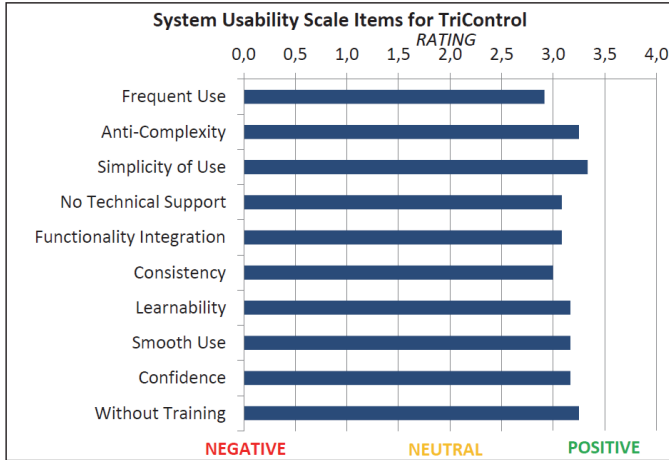 System Usability Scale Items for TriControl
RATING
0,0 0,5 1,0 1,5 2,0 2,5 3,0 3,5 4,0
Frequent Use
Anti-Complexity
Simplicity of Use
No Technical Support
Functionality Integration
Consistency
Learnability
Smooth Use
Confidence
Without Training
NEGATIVE NEUTRAL POSITIVE